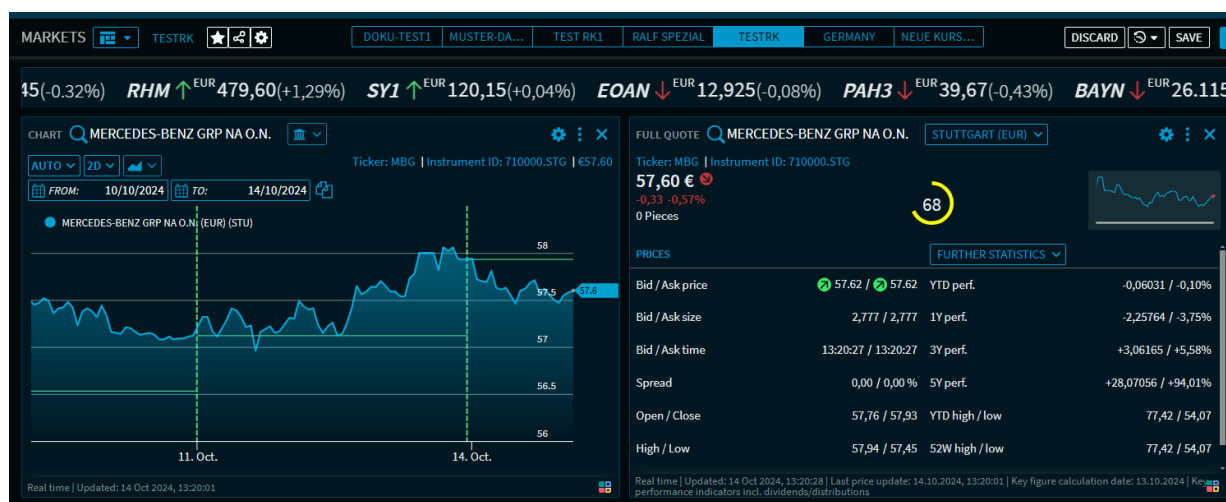 MARKETS TESTRK DOKU-TEST1 MUSTER-DA... TEST RK1 RALF SPEZIAL TESTRK GERMANY NEUE KURS... DISCARD SAVE
45(-0.32%) RHM ↑ EUR 479,60(+1,29%) SY1 ↑ EUR 120,15(+0,04%) EOAN ↓ EUR 12,925(-0,08%) PAH3 ↓ EUR 39,67(-0,43%) BAYN ↓ EUR 26.115
CHART MERCEDES-BENZ GRP NA O.N.
AUTO 2D Ticker: MBG | Instrument ID: 710000.STG | €57.60
FROM: 10/10/2024 TO: 14/10/2024
MERCEDES-BENZ GRP NA O.N. (EUR) (STU)
58
57.5 57.6
57
56.5
56
11. Oct. 14. Oct.
Real time | Updated: 14 Oct 2024, 13:20:01
FULL QUOTE MERCEDES-BENZ GRP NA O.N. STUTTGART (EUR)
Ticker: MBG | Instrument ID: 710000.STG
57,60 €
-0,33 -0,57%
0 Pieces
68
PRICES FURTHER STATISTICS
Bid / Ask price 57.62 / 57.62 YTD perf. -0,06031 / -0,10%
Bid / Ask size 2,777 / 2,777 1Y perf. -2,25764 / -3,75%
Bid / Ask time 13:20:27 / 13:20:27 3Y perf. +3,06165 / +5,58%
Spread 0,00 / 0,00 % 5Y perf. +28,07056 / +94,01%
Open / Close 57,76 / 57,93 YTD high / low 77,42 / 54,07
High / Low 57,94 / 57,45 52W high / low 77,42 / 54,07
Real time | Updated: 14 Oct 2024, 13:20:28 | Last price update: 14.10.2024, 13:20:01 | Key figure calculation date: 13.10.2024 | Key
performance indicators incl. dividends/distributions